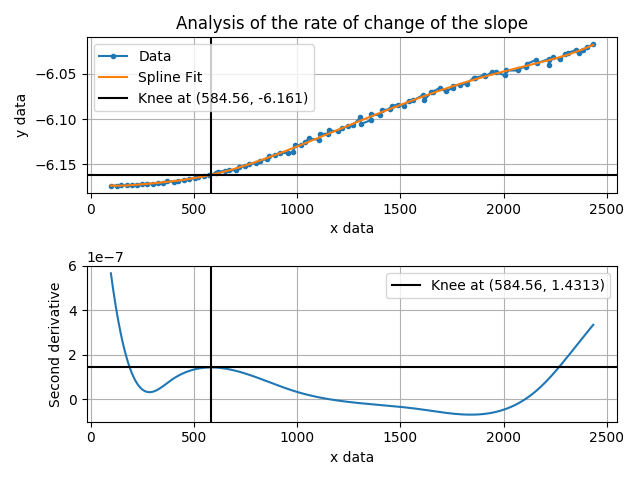 Analysis of the rate of change of the slope
Data
Spline Fit
Knee at (584.56, -6.161)
y data
−6.05
−6.10
−6.15
0 500 1000 1500 2000 2500
x data
1e−7
Knee at (584.56, 1.4313)
Second derivative
6
4
2
0
0 500 1000 1500 2000 2500
x data